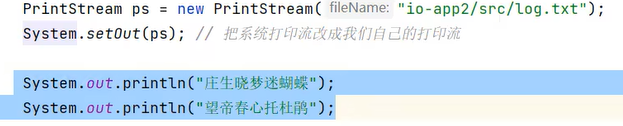 PrintStream ps = new PrintStream( fileName: "io-app2/src/log.txt");
System.setOut(ps); // 把系统打印流改成我们自己的打印流
System.out.println("庄生晓梦迷蝴蝶");
System.out.println("望帝春心托杜鹃");